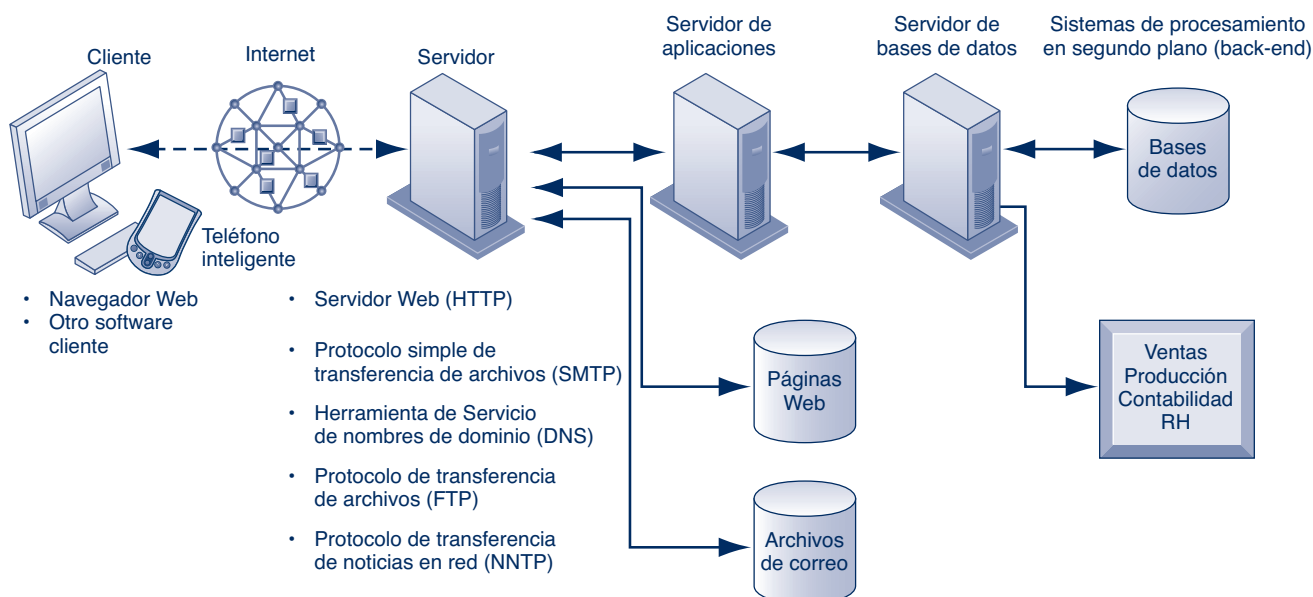 Cliente
Internet
Servidor
Servidor de
aplicaciones
Servidor de
bases de datos
Sistemas de procesamiento
en segundo plano (back-end)
Bases
de datos
Teléfono
inteligente
• Navegador Web
• Otro software
cliente
• Servidor Web (HTTP)
• Protocolo simple de
transferencia de archivos (SMTP)
• Herramienta de Servicio
de nombres de dominio (DNS)
• Protocolo de transferencia
de archivos (FTP)
• Protocolo de transferencia
de noticias en red (NNTP)
Páginas
Web
Archivos
de correo
Ventas
Producción
Contabilidad
RH